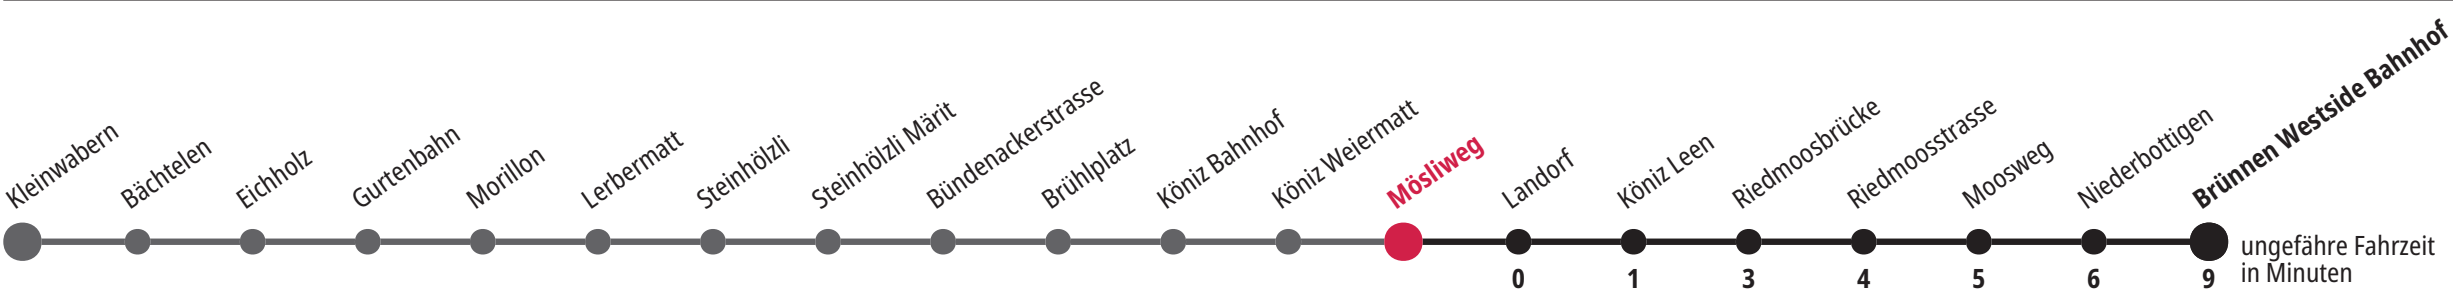 Kleinwabern
Bächtelen
Eichholz
Gurtenbahn
Morillon
Lerbermatt
Steinhölzli
Steinhölzli Märit
Bündenackerstrasse
Brühlplatz
Köniz Bahnhof
Köniz Weiermatt
Mösliweg
Landorf
Köniz Leen
Riedmoosbrücke
Riedmoosstrasse
Moosweg
Niederbottigen
Brünnen Westside Bahnhof
0 1 3 4 5 6 9
ungefähre Fahrzeit
in Minuten